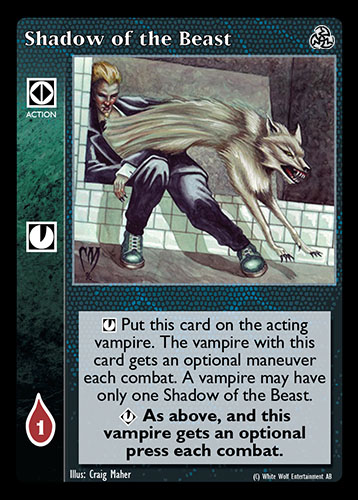 Shadow of the Beast
ACTION
Put this card on the acting
vampire. The vampire with this
card gets an optional maneuver
each combat. A vampire may have
only one Shadow of the Beast.
As above, and this
vampire gets an optional
press each combat.
1
Illus: Craig Maher
(C) White Wolf Entertainment AB